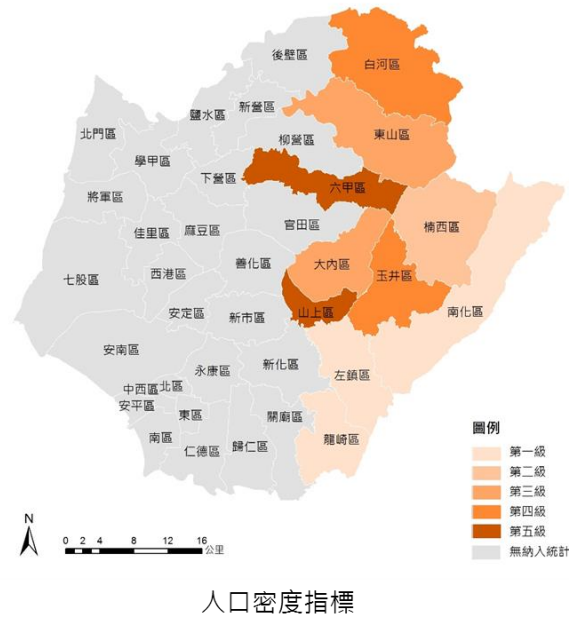 後壁區
白河區
鹽水區
新營區
北門區
東山區
柳營區
學甲區
下營區
六甲區
將軍區
官田區
楠西區
佳里區
麻豆區
善化區
大內區
七股區
西港區
玉井區
安定區
新市區
山上區
南化區
安南區
永康區
新化區
左鎮區
中西區
北區
安平區
東區
關廟區
南區
仁德區
歸仁區
龍崎區
圖例
第一級
第二級
第三級
第四級
第五級
無納入統計
N
0 2 4 8 12 16
公里
人口密度指標